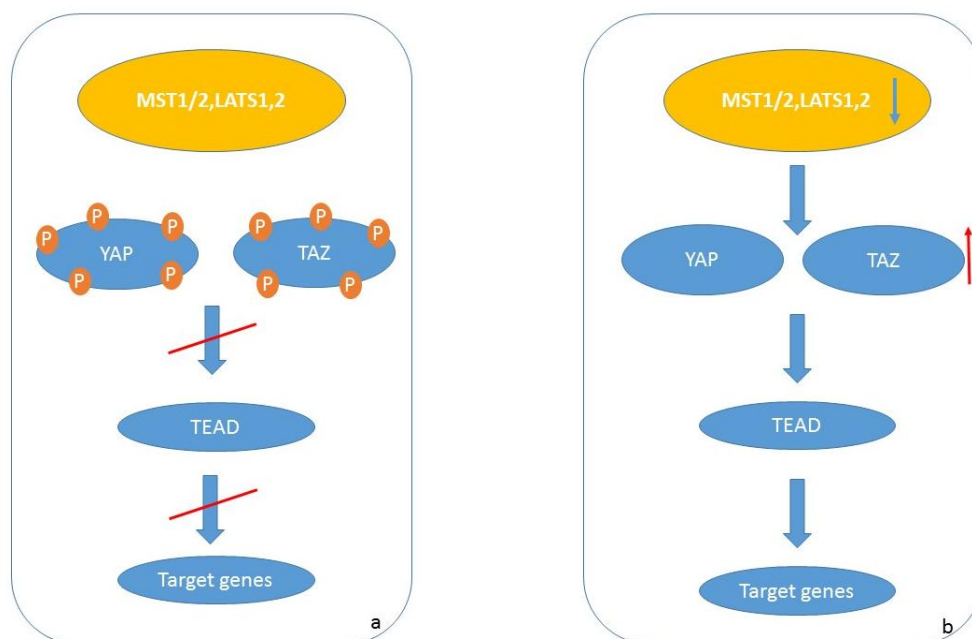 MST1/2,LATS1,2
P
P
P
P
P
YAP
P
P
P
P
P
TAZ
TEAD
Target genes
a
MST1/2,LATS1,2
YAP
TAZ
TEAD
Target genes
b